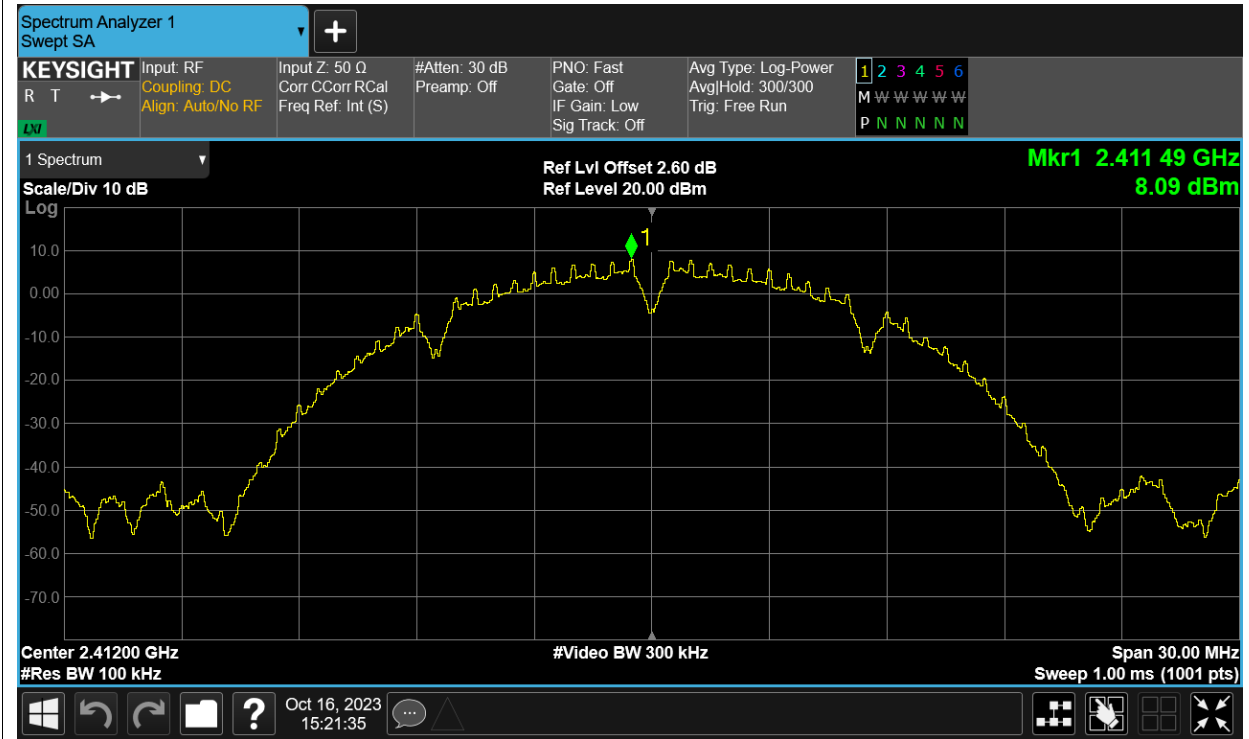 Spectrum Analyzer 1
Swept SA
KEYSIGHT
R T
LXI
Input: RF
Coupling: DC
Align: Auto/No RF
Input Z: 50 Ω
Corr CCorr RCal
Freq Ref: Int (S)
#Atten: 30 dB
Preamp: Off
PNO: Fast
Gate: Off
IF Gain: Low
Sig Track: Off
Avg Type: Log-Power
Avg|Hold: 300/300
Trig: Free Run
1 2 3 4 5 6
M W W W W W
P N N N N N
1 Spectrum
Scale/Div 10 dB
Log
Ref Lvl Offset 2.60 dB
Ref Level 20.00 dBm
Mkr1 2.411 49 GHz
8.09 dBm
1
10.0
0.00
-10.0
-20.0
-30.0
-40.0
-50.0
-60.0
-70.0
Center 2.41200 GHz
#Res BW 100 kHz
#Video BW 300 kHz
Span 30.00 MHz
Sweep 1.00 ms (1001 pts)
?
Oct 16, 2023
15:21:35